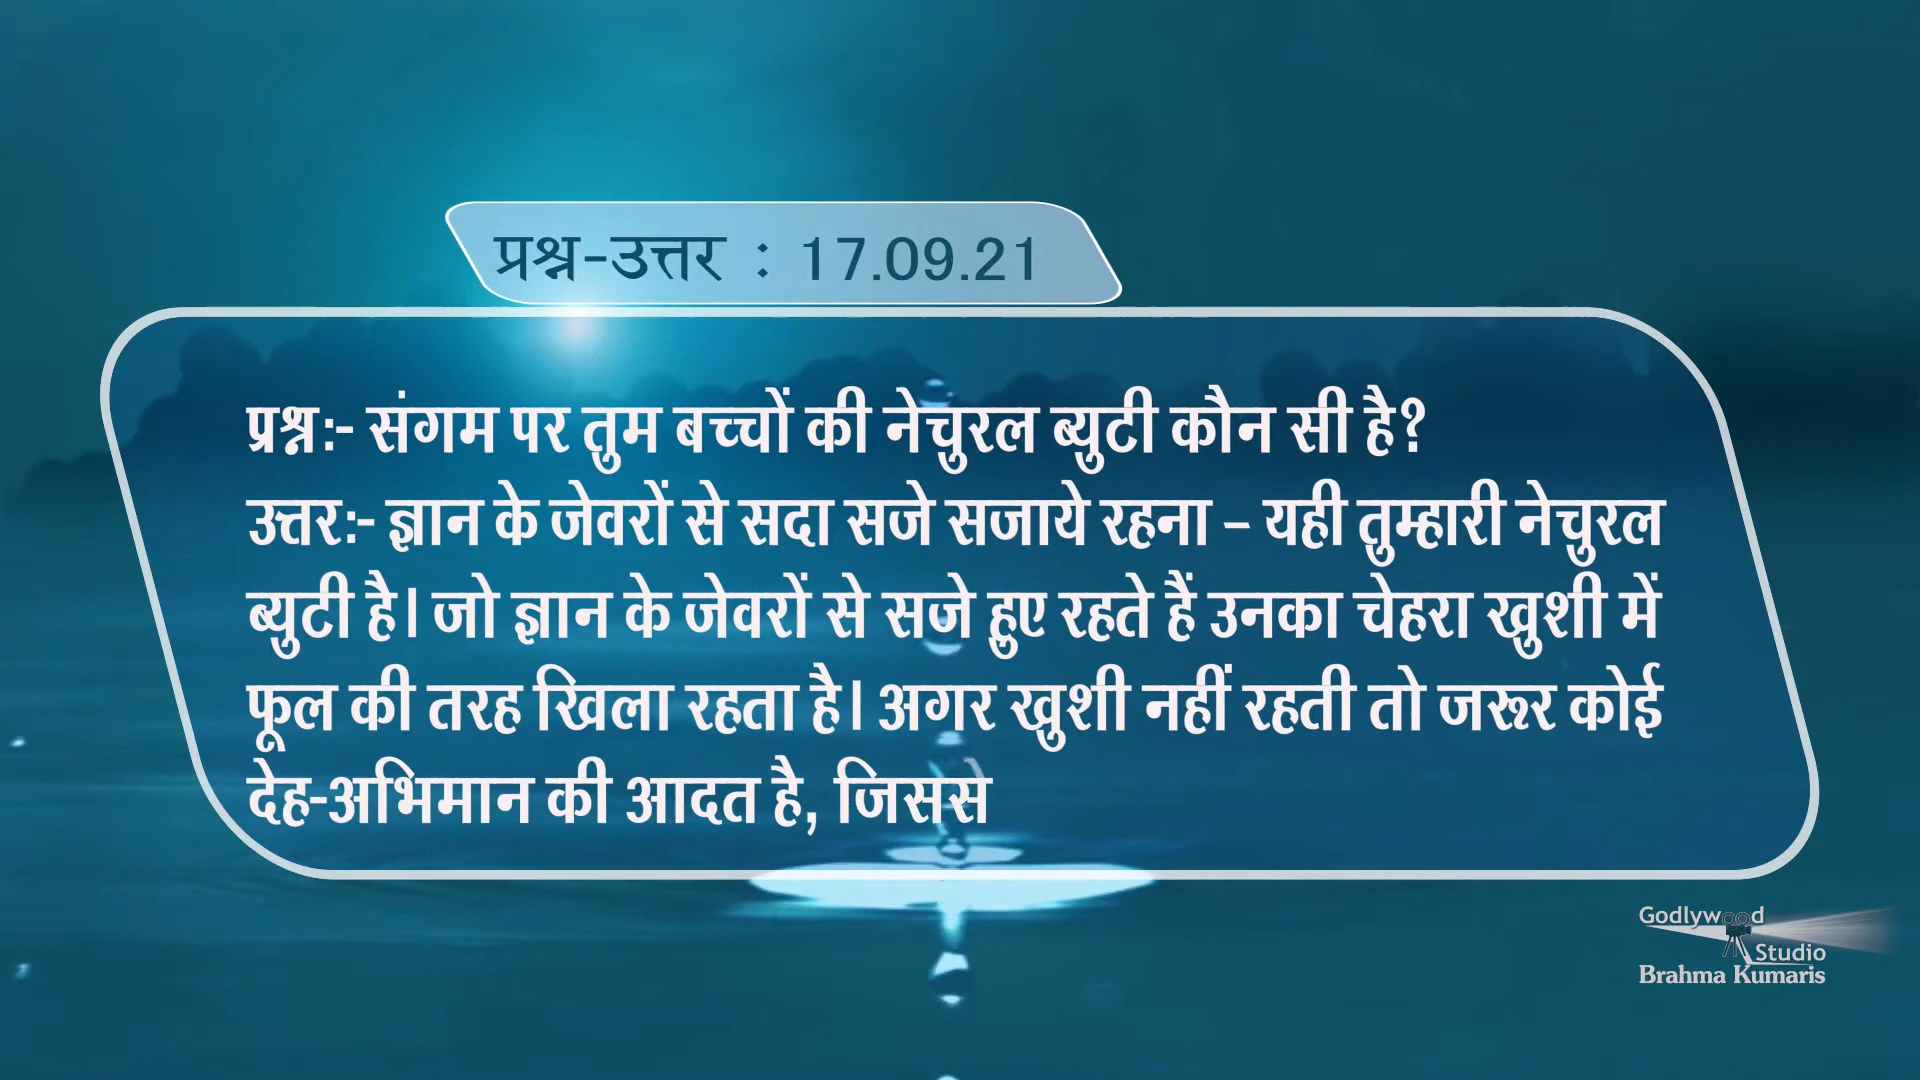 प्रश्न-उत्तर : 17.09.21
प्रश्न:- संगम पर तुम बच्चों की नेचुरल ब्युटी कौन सी है?
उत्तर:- ज्ञान के जेवरों से सदा सजे सजाये रहना – यही तुम्हारी नेचुरल
ब्युटी है। जो ज्ञान के जेवरों से सजे हुए रहते हैं उनका चेहरा खुशी में
फूल की तरह खिला रहता है। अगर खुशी नहीं रहती तो जरूर कोई
देह-अभिमान की आदत है, जिसस
Godlywood
Studio
Brahma Kumaris